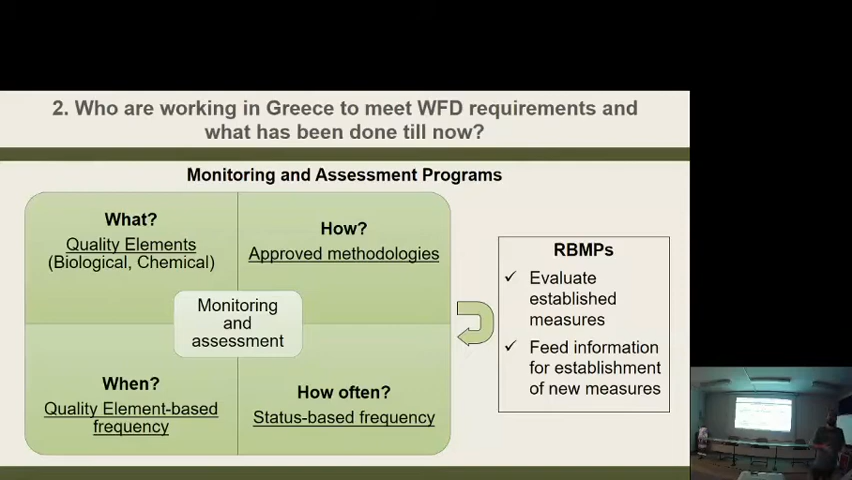 2. Who are working in Greece to meet WFD requirements and
what has been done till now?
Monitoring and Assessment Programs
What?
Quality Elements
(Biological, Chemical)
How?
Approved methodologies
Monitoring
and
assessment
When?
Quality Element-based
frequency
How often?
Status-based frequency
RBMPs
✓ Evaluate
established
measures
✓ Feed information
for establishment
of new measures